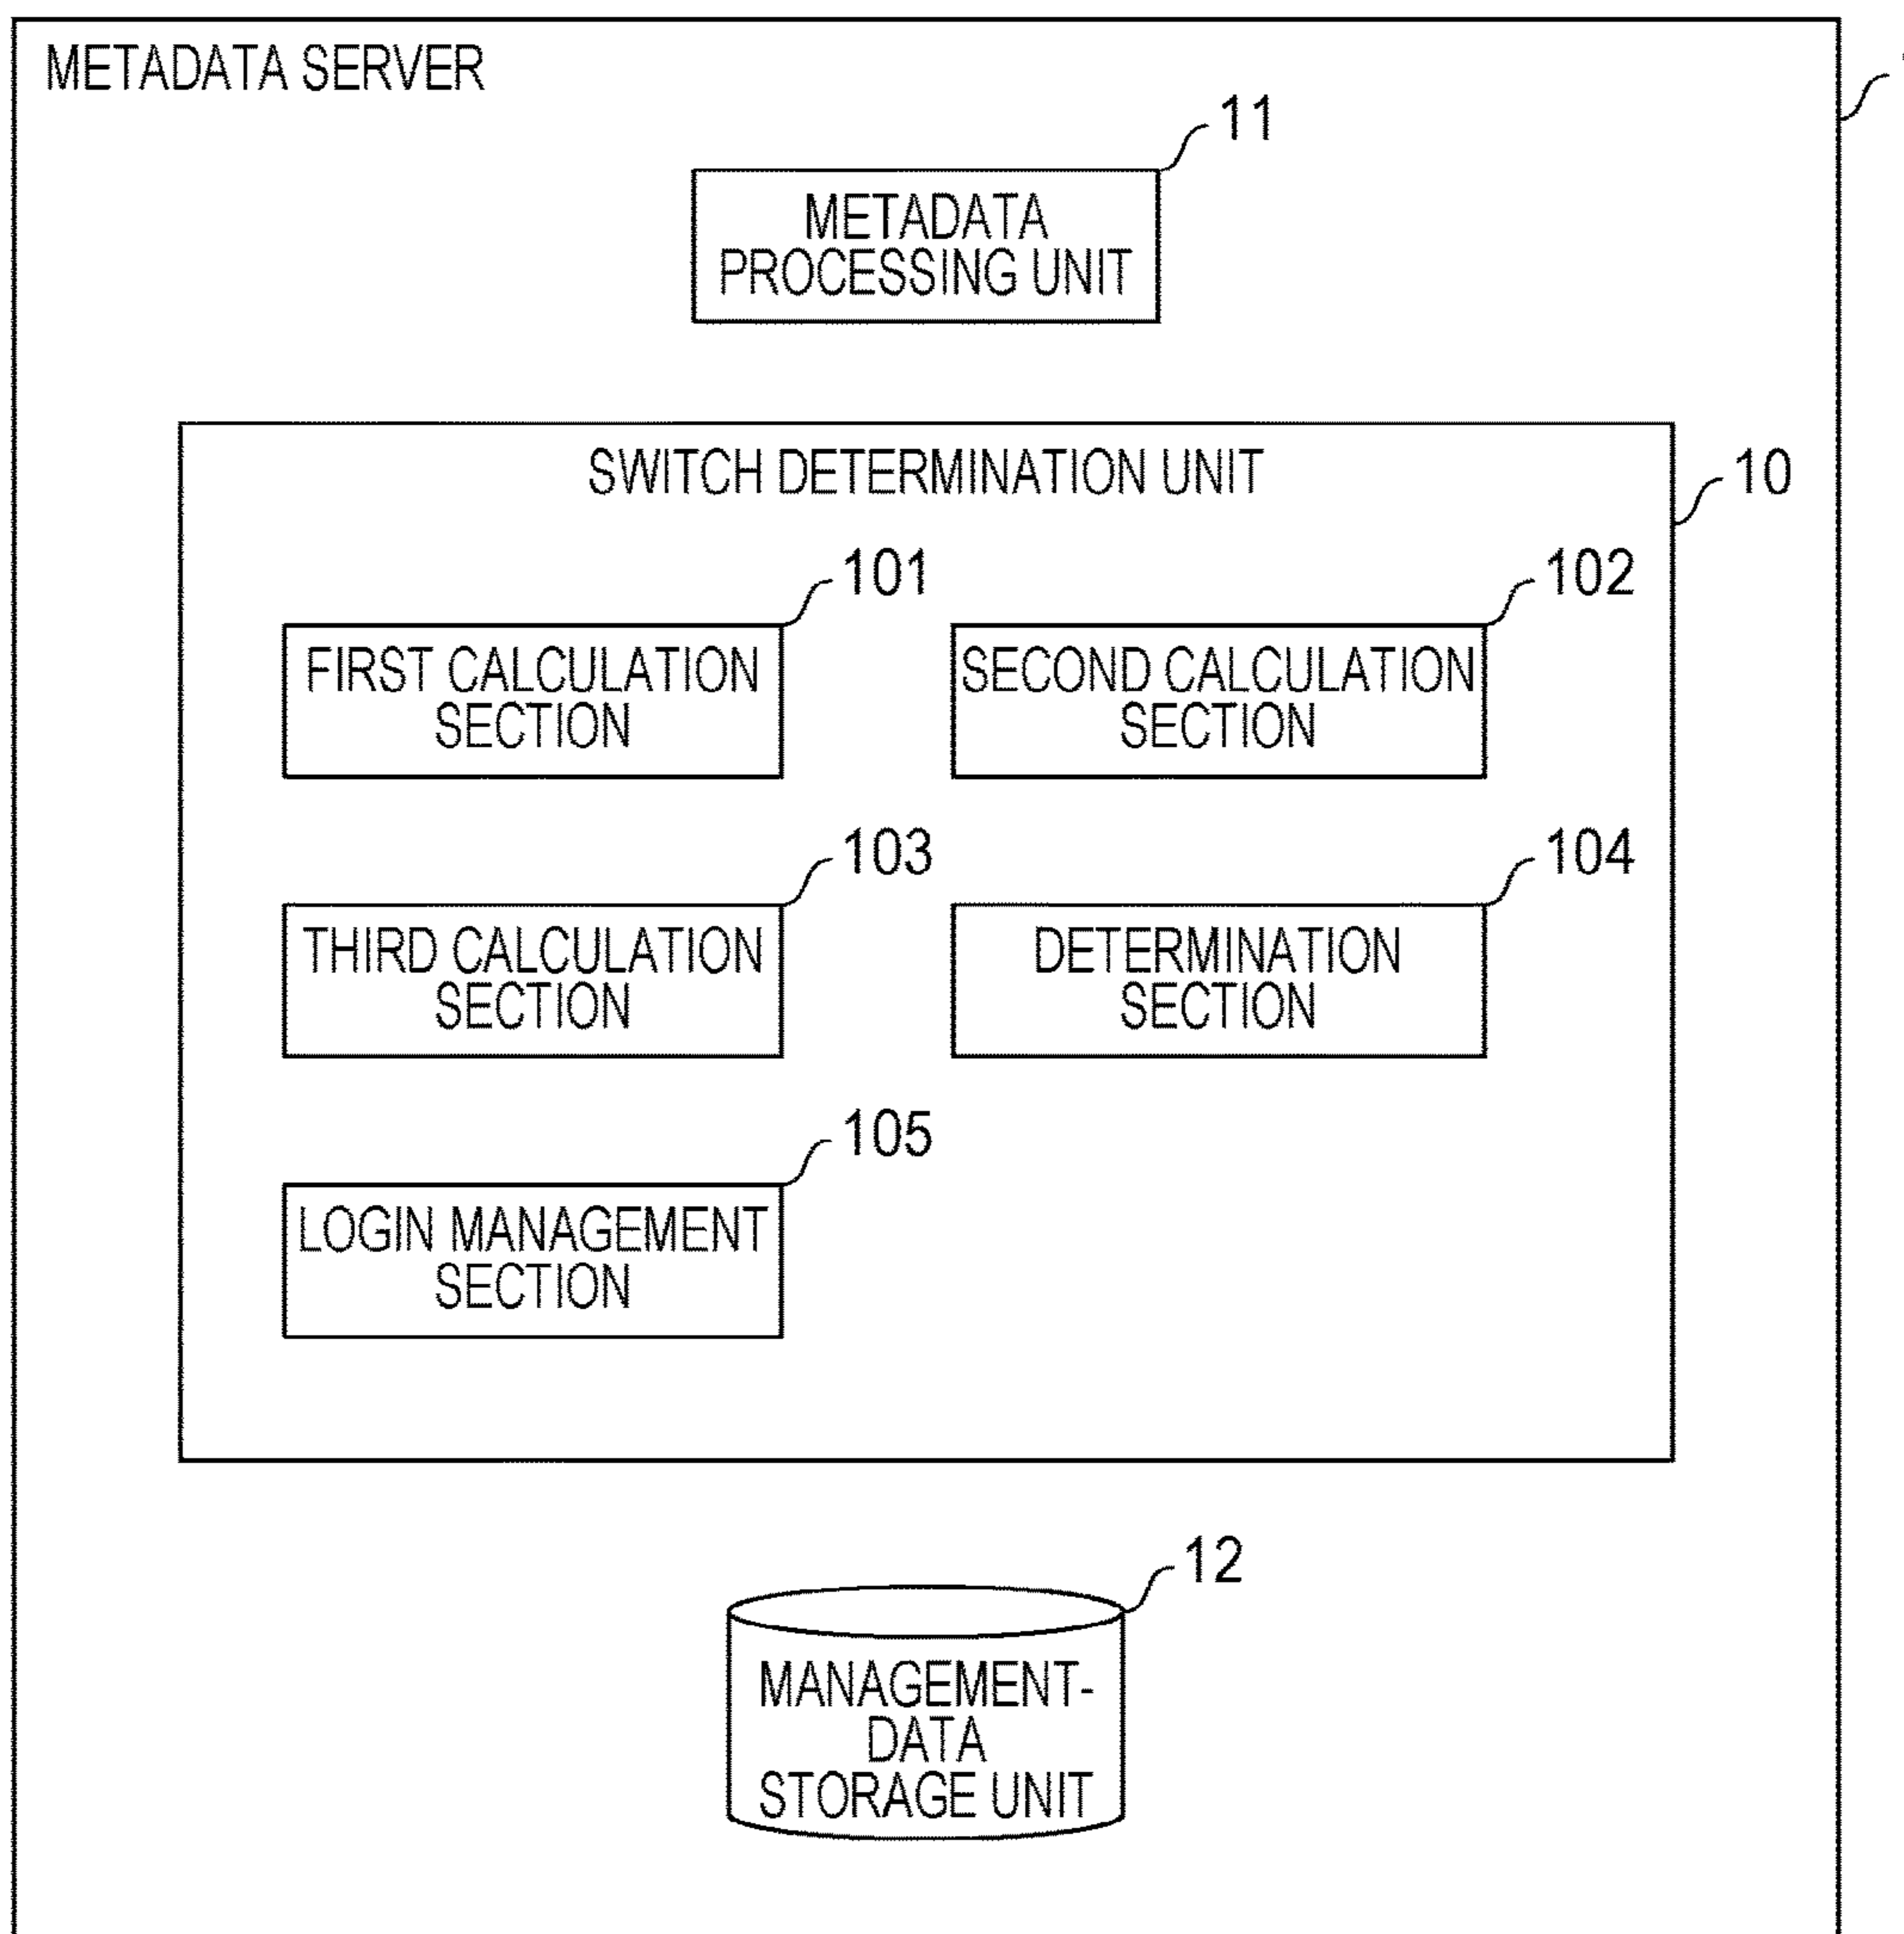 METADATA SERVER
11
METADATA
PROCESSING UNIT
SWITCH DETERMINATION UNIT
10
101
FIRST CALCULATION
SECTION
102
SECOND CALCULATION
SECTION
103
THIRD CALCULATION
SECTION
104
DETERMINATION
SECTION
105
LOGIN MANAGEMENT
SECTION
12
MANAGEMENT-
DATA
STORAGE UNIT